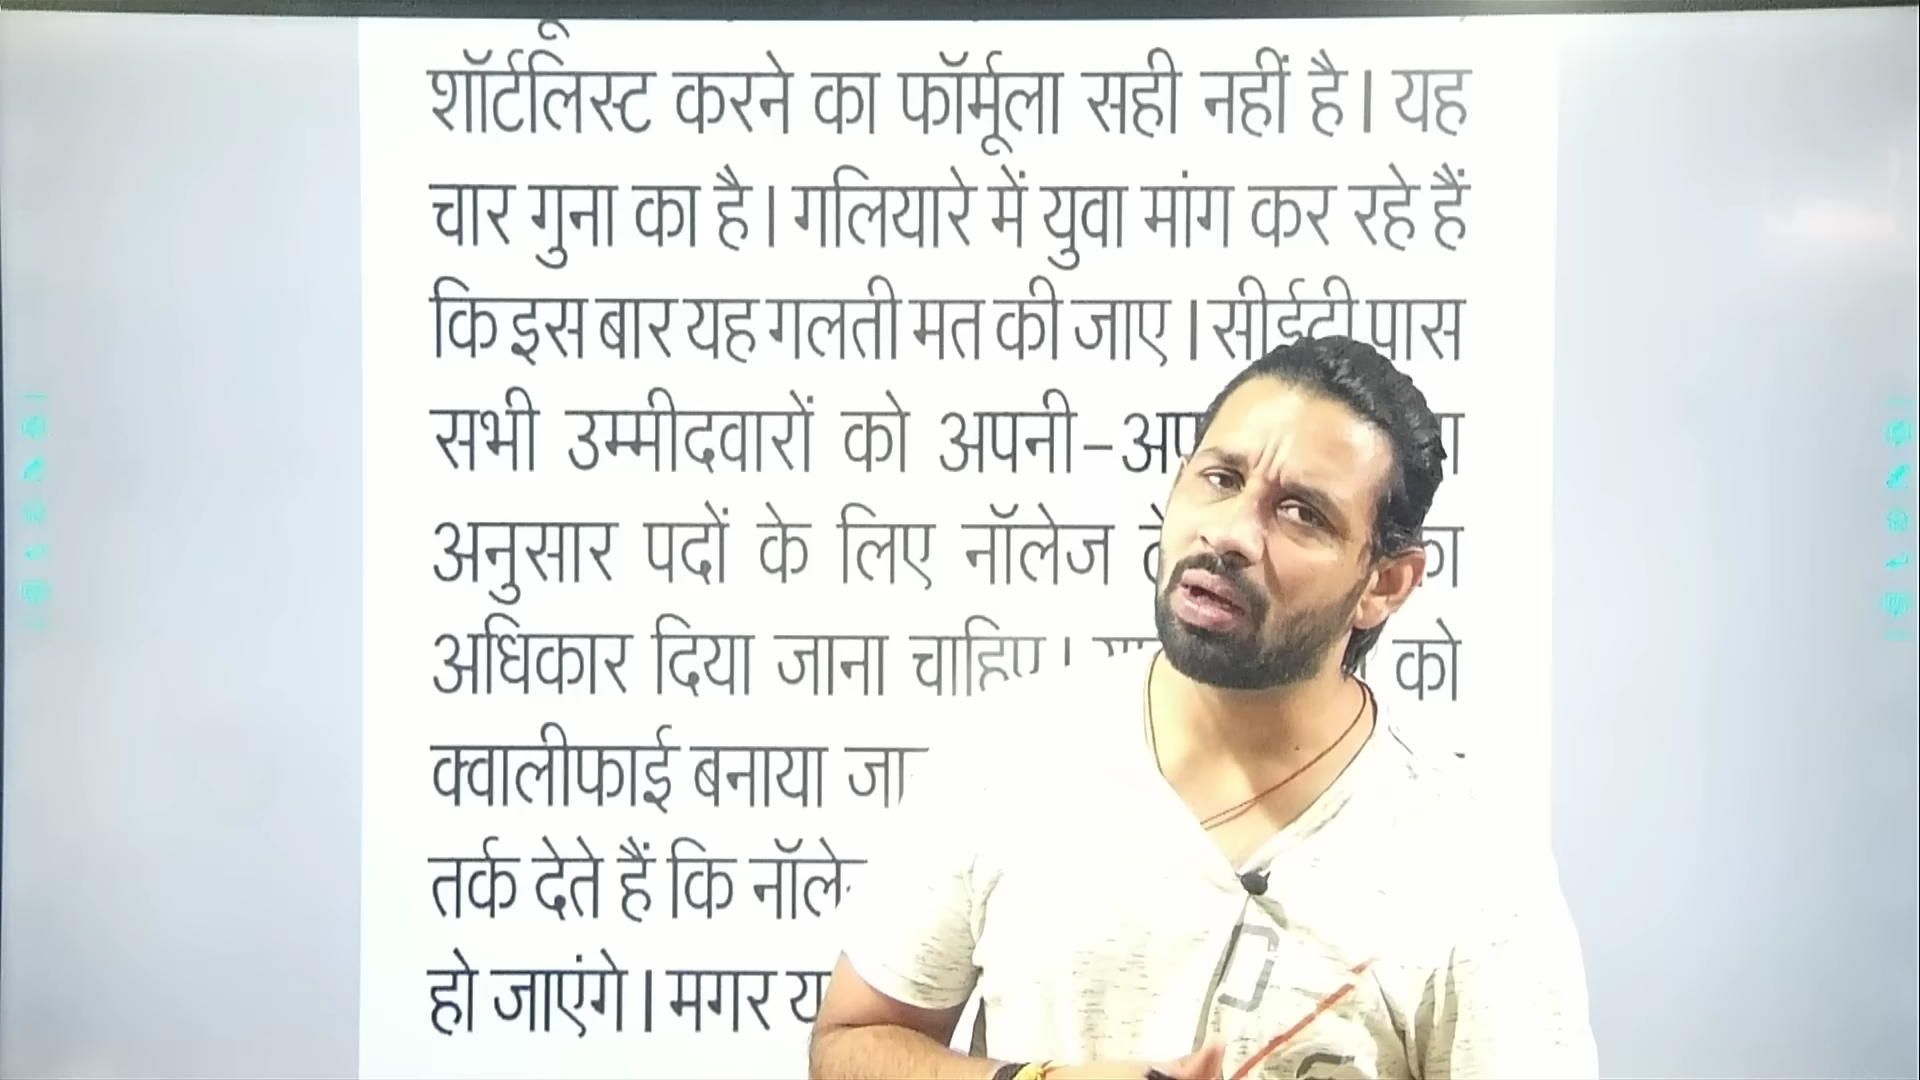 शॉर्टलिस्ट करने का फॉर्मूला सही नहीं है। यह
चार गुना का है। गलियारे में युवा मांग कर रहे हैं
कि इस बार यह गलती मत की जाए। सीईटी पास
सभी उम्मीदवारों को अपनी-
अनुसार पदों के लिए नॉलेज
अधिकार दिया जाना चाहिए। को
क्वालीफाई बनाया
तर्क देते हैं कि
हो जाएंगे। मगर